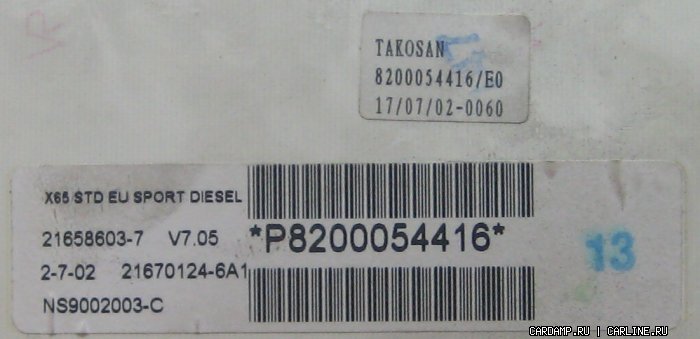 TAKOSAN
8200054416/E0
17/07/02-0060
X65 STD EU SPORT DIESEL
21658603-7 V7.05 *P8200054416*
2-7-02 21670124-6A1
NS9002003-C
13
CARDAMP.RU | CARLINE.RU